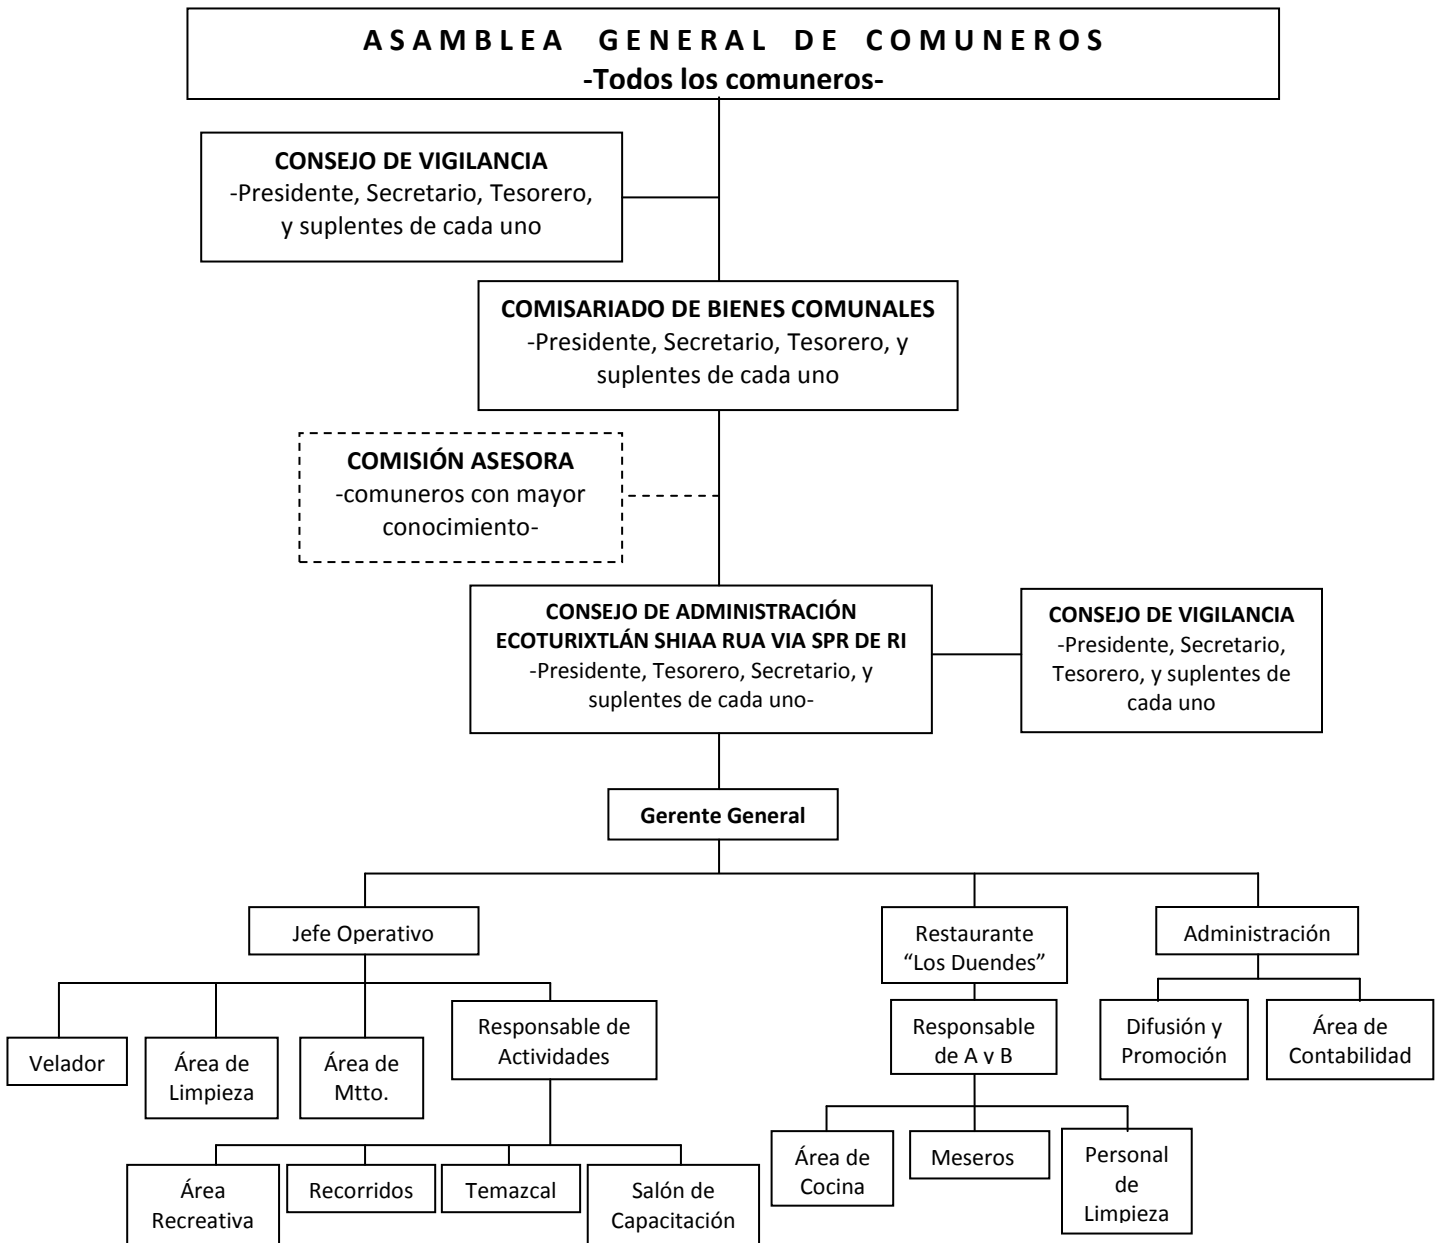 ASAMBLEA GENERAL DE COMUNEROS
-Todos los comuneros-
CONSEJO DE VIGILANCIA
-Presidente, Secretario, Tesorero,
y suplentes de cada uno
COMISARIADO DE BIENES COMUNALES
-Presidente, Secretario, Tesorero, y
suplentes de cada uno
COMISIÓN ASESORA
-comuneros con mayor
conocimiento-
CONSEJO DE ADMINISTRACIÓN
ECOTURIXTLÁN SHIAA RUA VIA SPR DE RI
-Presidente, Tesorero, Secretario, y
suplentes de cada uno-
CONSEJO DE VIGILANCIA
-Presidente, Secretario,
Tesorero, y suplentes de
cada uno
Gerente General
Jefe Operativo
Restaurante
“Los Duendes”
Administración
Velador
Área de
Limpieza
Área de
Mtto.
Responsable de
Actividades
Responsable
de A y B
Difusión y
Promoción
Área de
Contabilidad
Área
Recreativa
Recorridos
Temazcal
Salón de
Capacitación
Área de
Cocina
Meseros
Personal
de
Limpieza